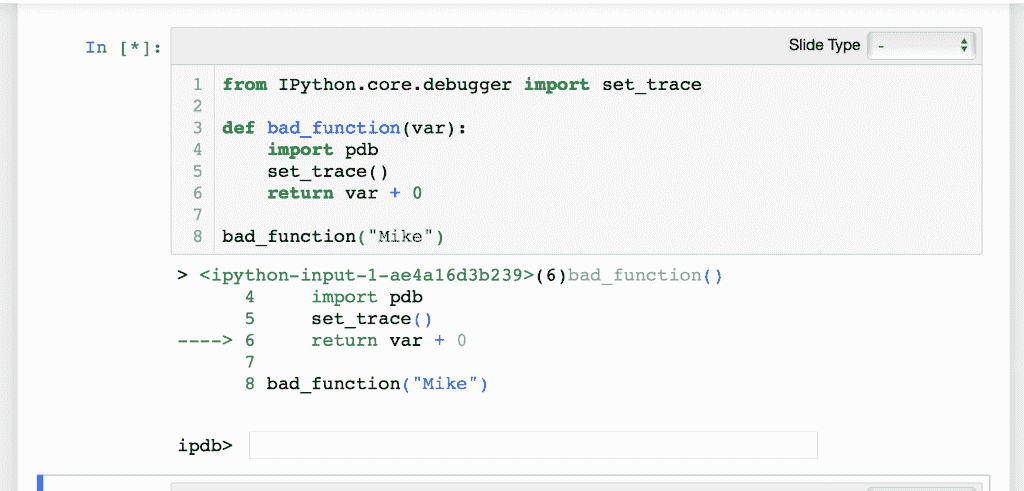 In [*]:
Slide Type -
1 from IPython.core.debugger import set_trace
2
3 def bad_function(var):
4     import pdb
5     set_trace()
6     return var + 0
7
8 bad_function("Mike")
> <ipython-input-1-ae4a16d3b239>(6)bad_function()
      4     import pdb
      5     set_trace()
----> 6     return var + 0
      7
      8 bad_function("Mike")
ipdb>